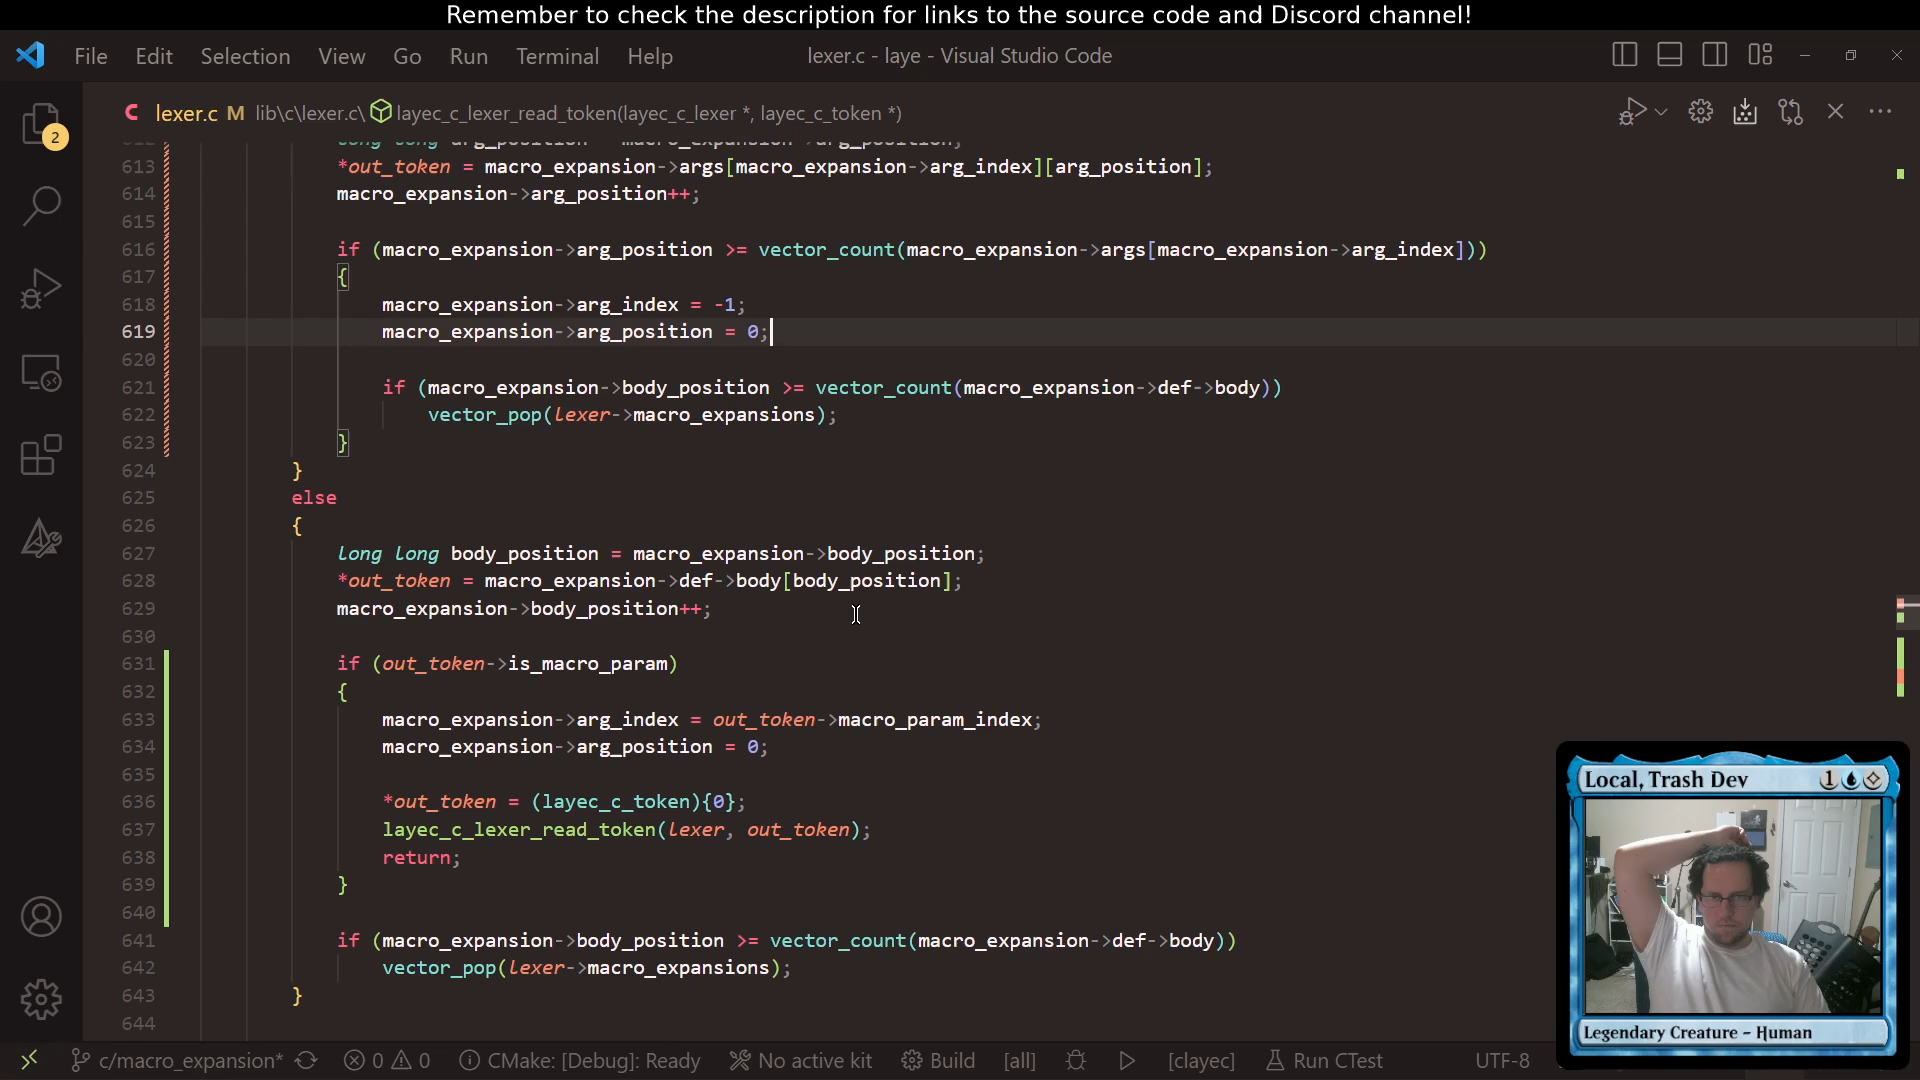 Remember to check the description for links to the source code and Discord channel!
File Edit Selection View Go Run Terminal Help
lexer.c - laye - Visual Studio Code
lexer.c M lib\c\lexer.c\ layec_c_lexer_read_token(layec_c_lexer *, layec_c_token *)
2
613 *out_token = macro_expansion->args[macro_expansion->arg_index][arg_position];
614 macro_expansion->arg_position++;
615
616 if (macro_expansion->arg_position >= vector_count(macro_expansion->args[macro_expansion->arg_index]))
617 {
618 macro_expansion->arg_index = -1;
619 macro_expansion->arg_position = 0;
620
621 if (macro_expansion->body_position >= vector_count(macro_expansion->def->body))
622 vector_pop(lexer->macro_expansions);
623 }
624 }
625 else
626 {
627 long long body_position = macro_expansion->body_position;
628 *out_token = macro_expansion->def->body[body_position];
629 macro_expansion->body_position++;
630
631 if (out_token->is_macro_param)
632 {
633 macro_expansion->arg_index = out_token->macro_param_index;
634 macro_expansion->arg_position = 0;
635
636 *out_token = (layec_c_token){0};
637 layec_c_lexer_read_token(lexer, out_token);
638 return;
639 }
640
641 if (macro_expansion->body_position >= vector_count(macro_expansion->def->body))
642 vector_pop(lexer->macro_expansions);
643 }
644
Local, Trash Dev 1
Legendary Creature – Human
c/macro_expansion* 0 0 CMake: [Debug]: Ready No active kit Build [all] [clayec] Run CTest UTF-8